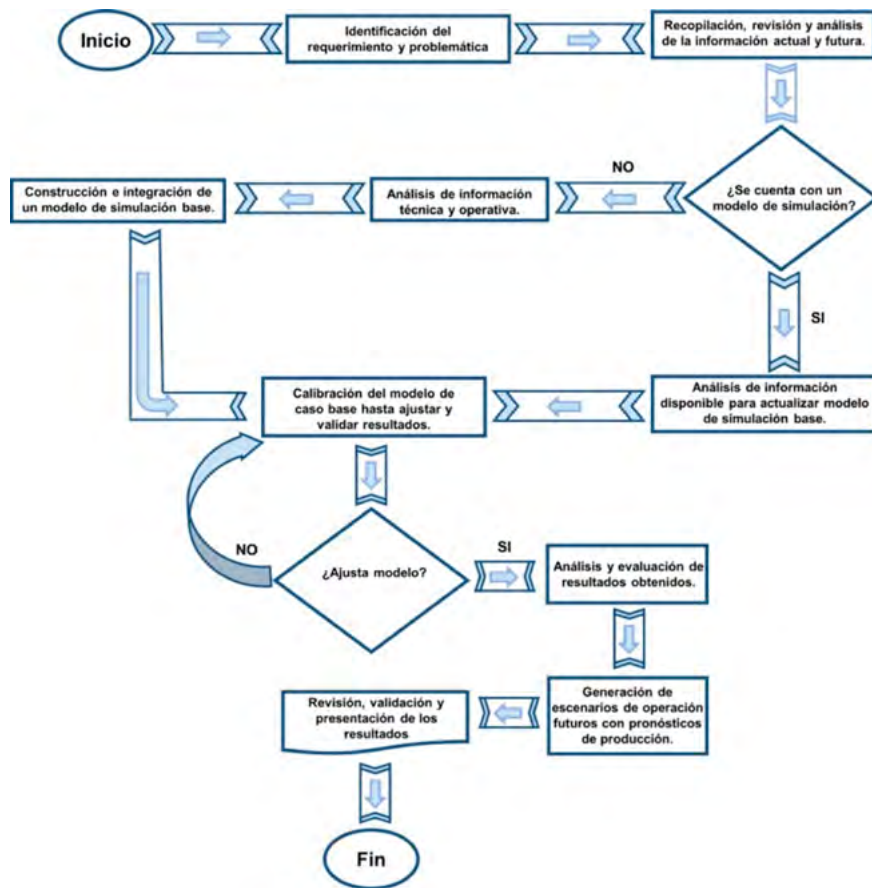 Inicio
Identificación del
requerimiento y problemática
Recopilación, revisión y análisis
de la información actual y futura.
¿Se cuenta con un
modelo de simulación?
NO
Análisis de información
técnica y operativa.
Construcción e integración de
un modelo de simulación base.
SI
Análisis de información
disponible para actualizar modelo
de simulación base.
Calibración del modelo de
caso base hasta ajustar y
validar resultados.
¿Ajusta modelo?
NO
SI
Análisis y evaluación de
resultados obtenidos.
Generación de
escenarios de operación
futuros con pronósticos
de producción.
Revisión, validación y
presentación de los
resultados
Fin